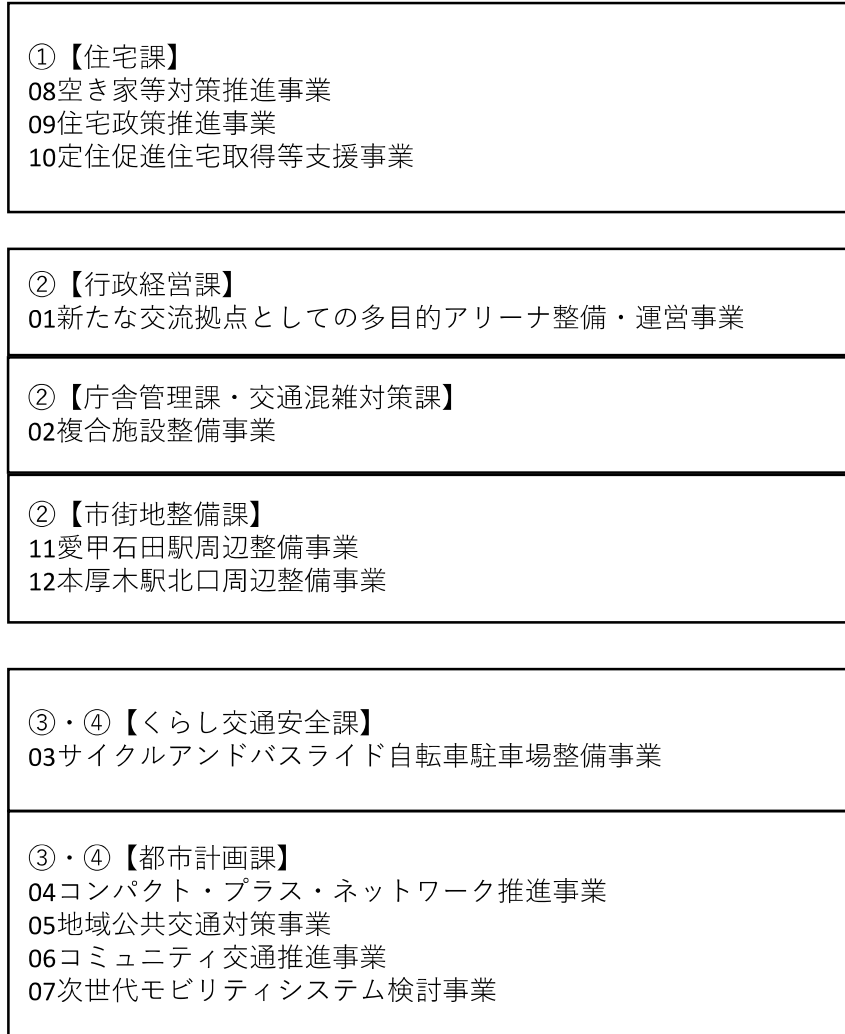 ①【住宅課】
08空き家等対策推進事業
09住宅政策推進事業
10定住促進住宅取得等支援事業
②【行政経営課】
01新たな交流拠点としての多目的アリーナ整備・運営事業
②【庁舎管理課・交通混雑対策課】
02複合施設整備事業
②【市街地整備課】
11愛甲石田駅周辺整備事業
12本厚木駅北口周辺整備事業
③・④【くらし交通安全課】
03サイクルアンドバスライド自転車駐車場整備事業
③・④【都市計画課】
04コンパクト・プラス・ネットワーク推進事業
05地域公共交通対策事業
06コミュニティ交通推進事業
07次世代モビリティシステム検討事業